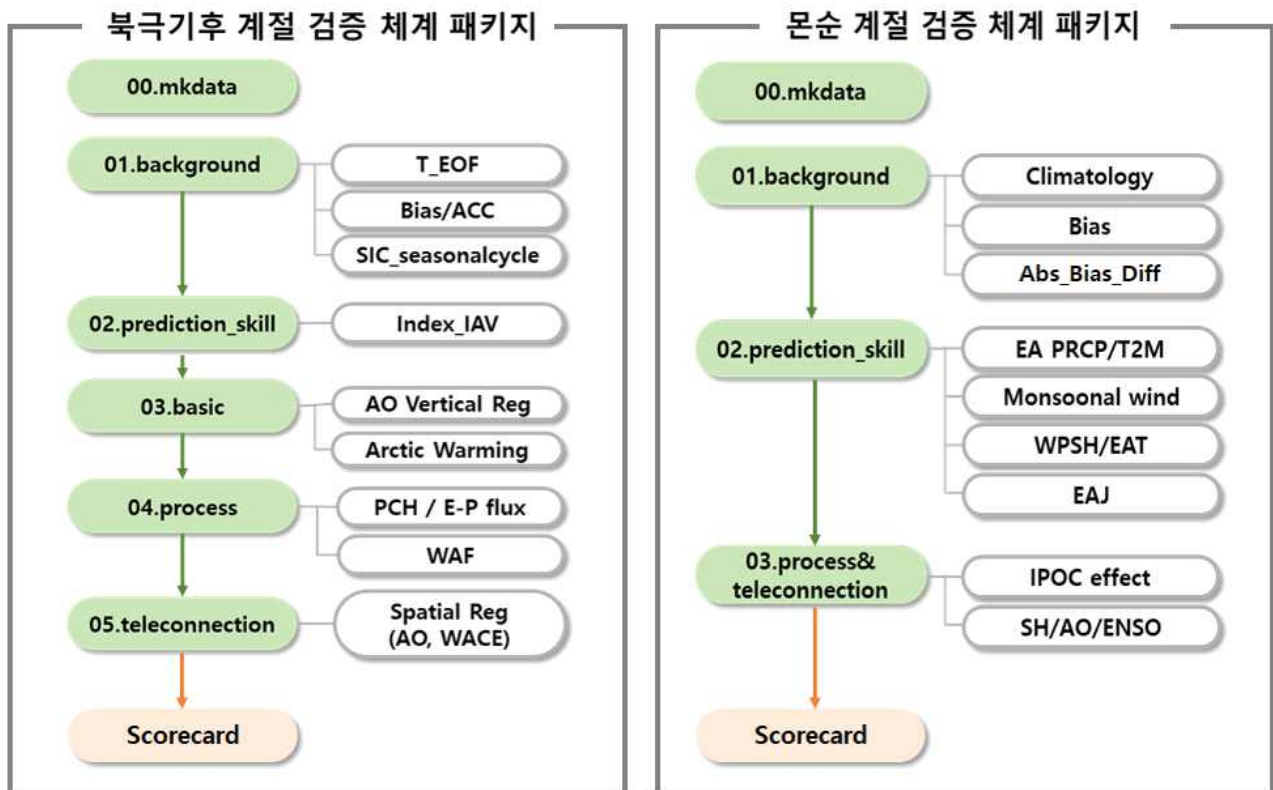 북극기후 계절 검증 체계 패키지
00.mkdata
01.background
T_EOF
Bias/ACC
SIC_seasonalcycle
02.prediction_skill
Index_IAV
03.basic
AO Vertical Reg
Arctic Warming
04.process
PCH / E-P flux
WAF
05.teleconnection
Spatial Reg
(AO, WACE)
Scorecard
몬순 계절 검증 체계 패키지
00.mkdata
01.background
Climatology
Bias
Abs_Bias_Diff
02.prediction_skill
EA PRCP/T2M
Monsoonal wind
WPSH/EAT
EAJ
03.process&
teleconnection
IPOC effect
SH/AO/ENSO
Scorecard